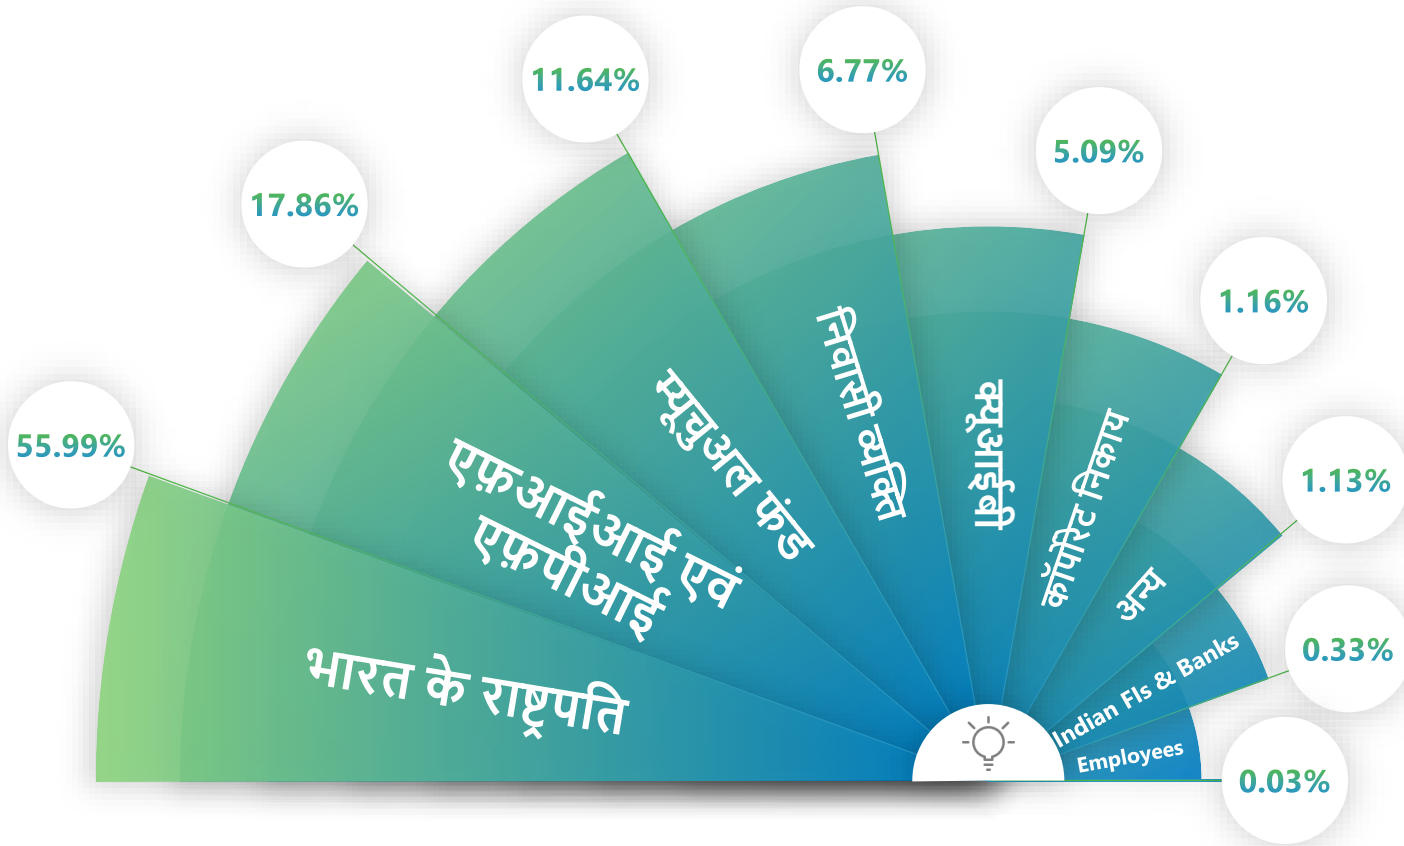 55.99%
भारत के राष्ट्रपति
17.86%
एफ़आईआई एवं
एफ़पीआई
11.64%
म्यूचुअल फंड
6.77%
निवासी व्यक्ति
5.09%
क्यूआईबी
1.16%
कॉर्पोरेट निकाय
1.13%
अन्य
0.33%
Indian FIs & Banks
0.03%
Employees